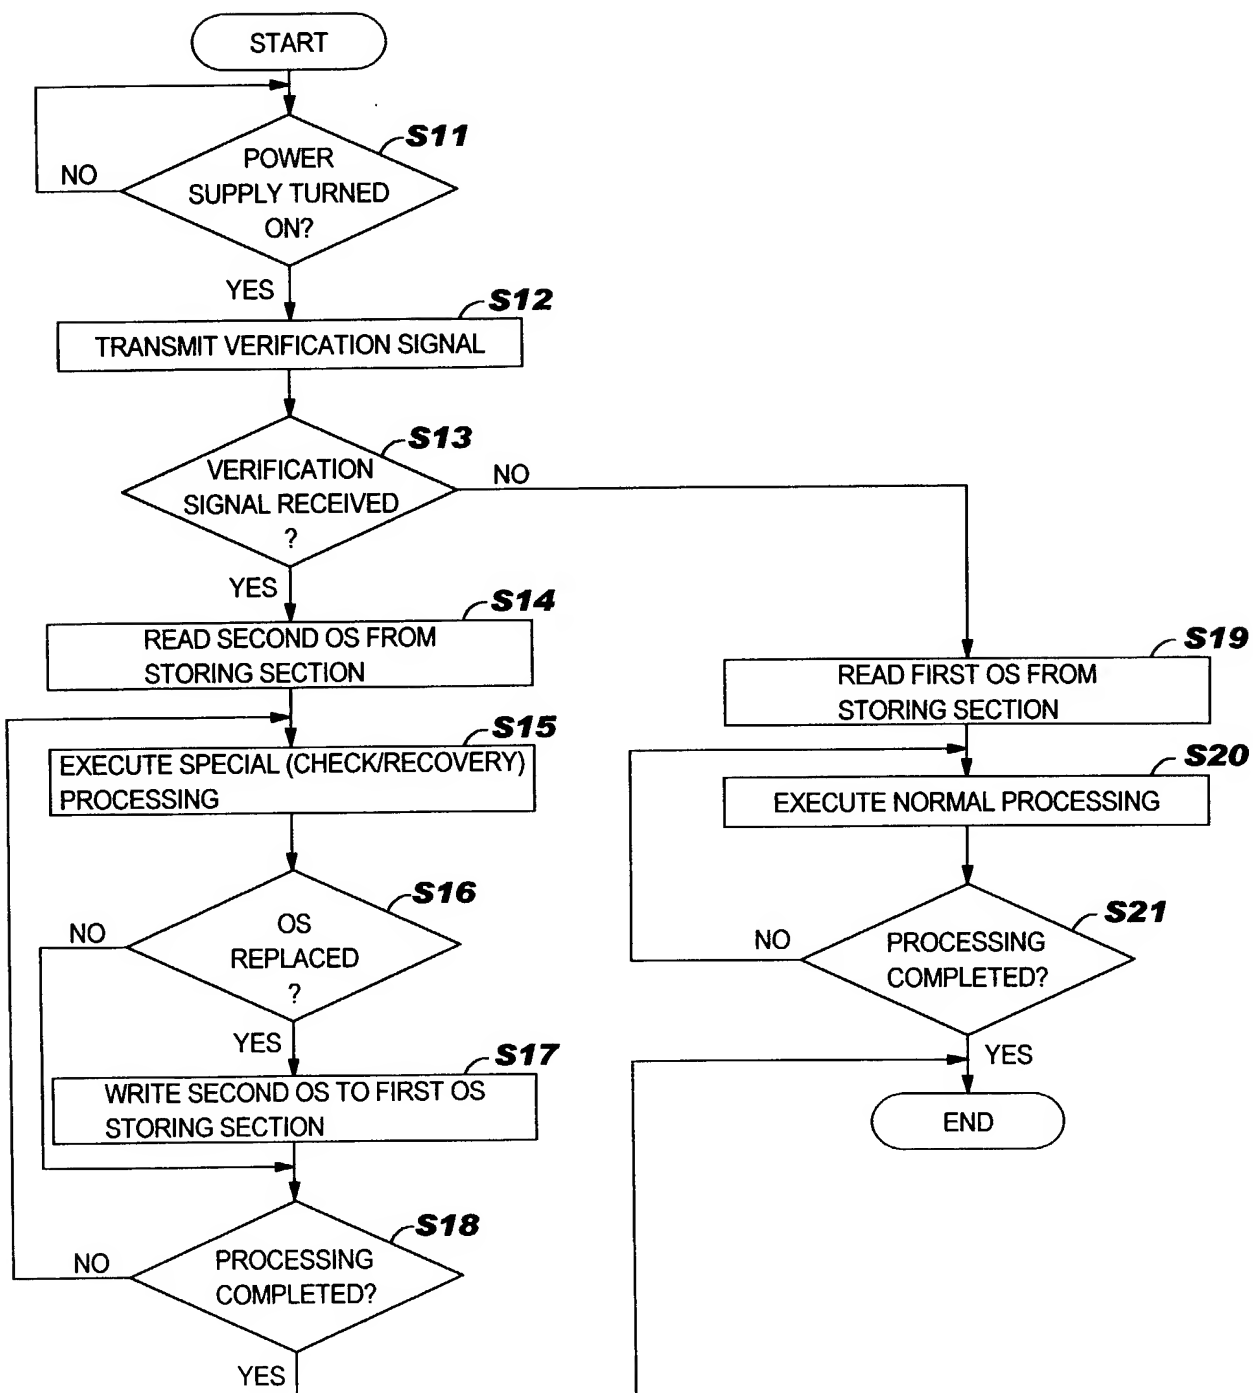 START
S11
POWER
SUPPLY TURNED
ON?
NO
YES
S12
TRANSMIT VERIFICATION SIGNAL
S13
VERIFICATION
SIGNAL RECEIVED
?
NO
YES
S14
READ SECOND OS FROM
STORING SECTION
S15
EXECUTE SPECIAL (CHECK/RECOVERY)
PROCESSING
S16
OS
REPLACED
?
NO
YES
S17
WRITE SECOND OS TO FIRST OS
STORING SECTION
S18
PROCESSING
COMPLETED?
NO
YES
S19
READ FIRST OS FROM
STORING SECTION
S20
EXECUTE NORMAL PROCESSING
S21
PROCESSING
COMPLETED?
NO
YES
END